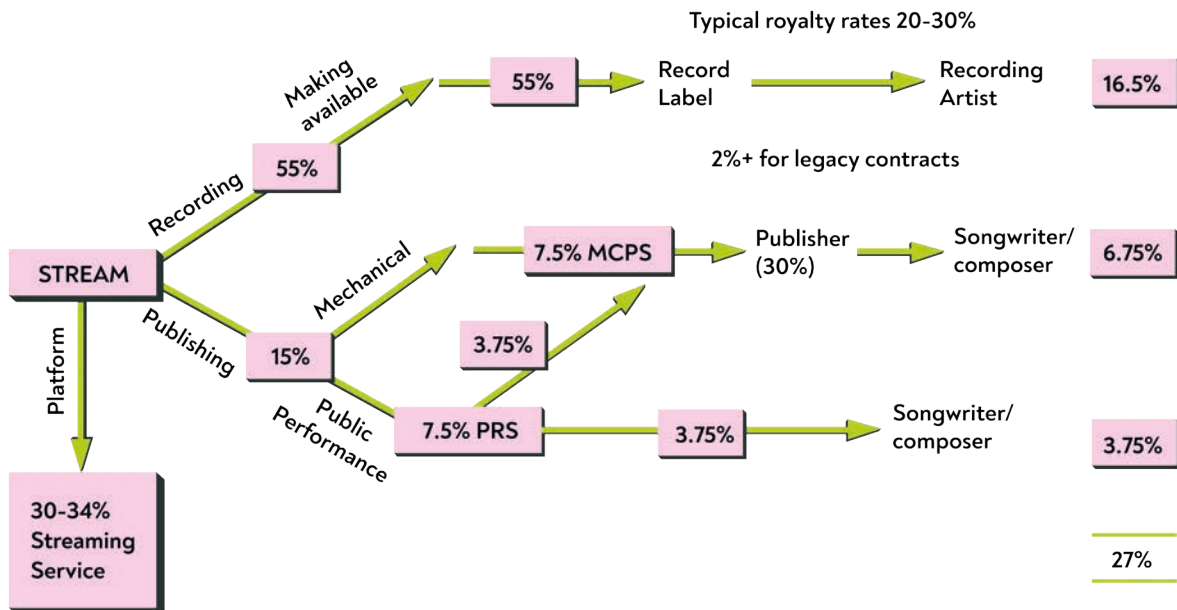 Typical royalty rates 20-30%
Making
available
55%
Record
Label
Recording
Artist
16.5%
55%
Recording
2%+ for legacy contracts
STREAM
Mechanical
7.5% MCPS
Publisher
(30%)
Songwriter/
composer
6.75%
Publishing
15%
3.75%
Platform
Public
Performance
7.5% PRS
3.75%
Songwriter/
composer
3.75%
30-34%
Streaming
Service
27%